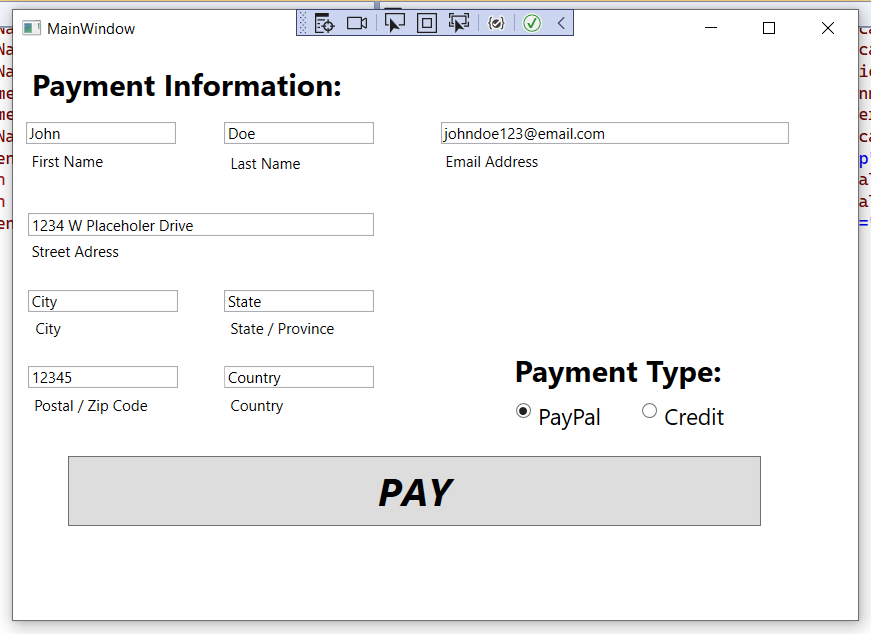 MainWindow
Payment Information:
John Doe johndoe123@email.com
First Name Last Name Email Address
1234 W Placeholer Drive
Street Adress
City State
City State / Province
12345 Country
Postal / Zip Code Country
Payment Type:
PayPal Credit
PAY